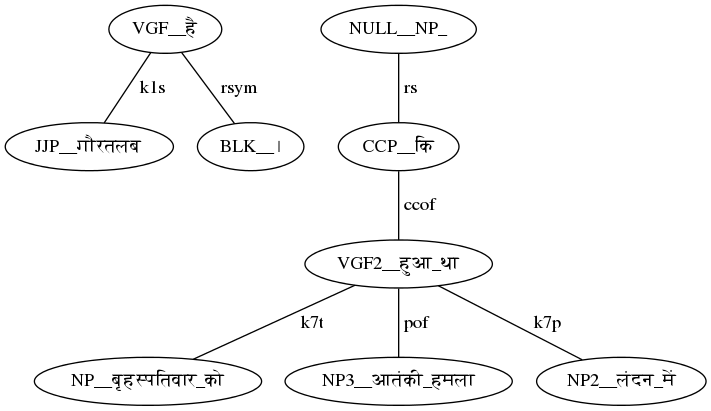 VGF__है NULL__NP_
k1s rsym rs
JJP__गौरतलब BLK__। CCP__कि
ccof
VGF2__हुआ_था
k7t pof k7p
NP__बृहस्पतिवार_को NP3__आतंकी_हमला NP2__लंदन_में